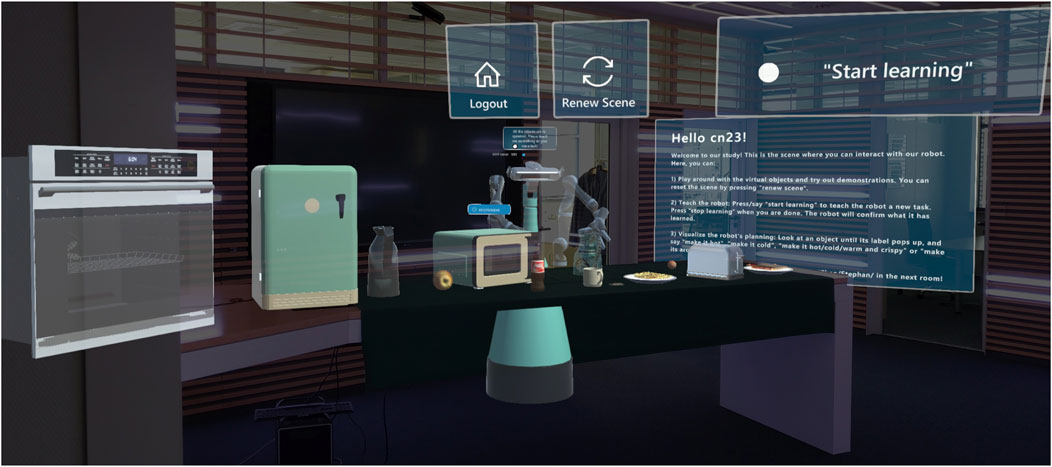 Logout
Renew Scene
"Start learning"
Hello cn23!
Welcome to our study! This is the scene where you can interact with our robot.
Here, you can:
1) Play around with the virtual objects and try out demonstrations. You can
reset the scene by pressing "renew scene".
2) Teach the robot: Press/say "start learning" to teach the robot a new task.
Press "stop learning" when you are done. The robot will confirm what it has
learned.
3) Visualize the robot's planning: Look at an object until its label pops up, and
say "make it hot", "make it cold", "make it hot/cold/warm and crispy" or "make
its
/Stephan/ in the next room!
6:04